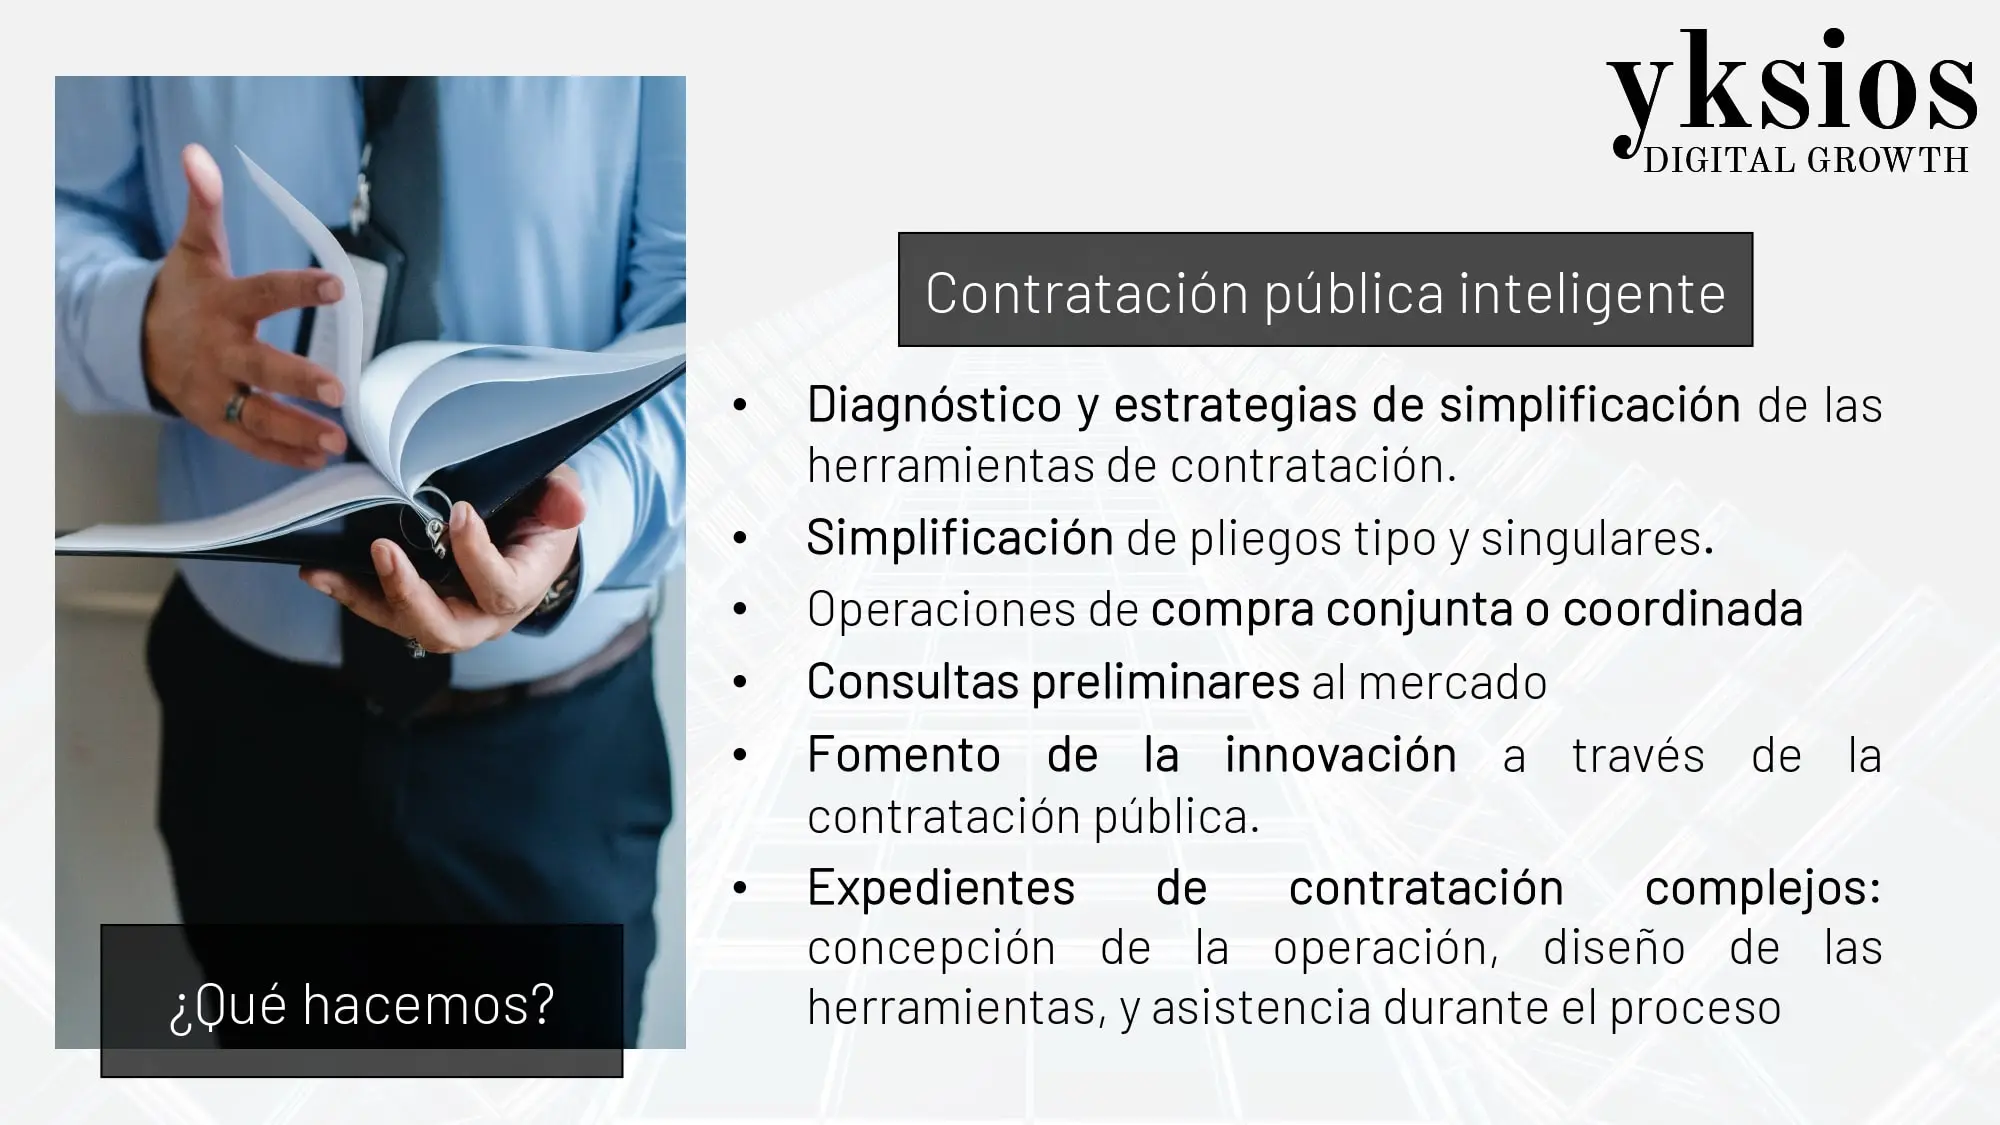 yksios
DIGITAL GROWTH
Contratación pública inteligente
• Diagnóstico y estrategias de simplificación de las
herramientas de contratación.
• Simplificación de pliegos tipo y singulares.
• Operaciones de compra conjunta o coordinada
• Consultas preliminares al mercado
• Fomento de la innovación a través de la
contratación pública.
• Expedientes de contratación complejos:
concepción de la operación, diseño de las
herramientas, y asistencia durante el proceso
¿Qué hacemos?